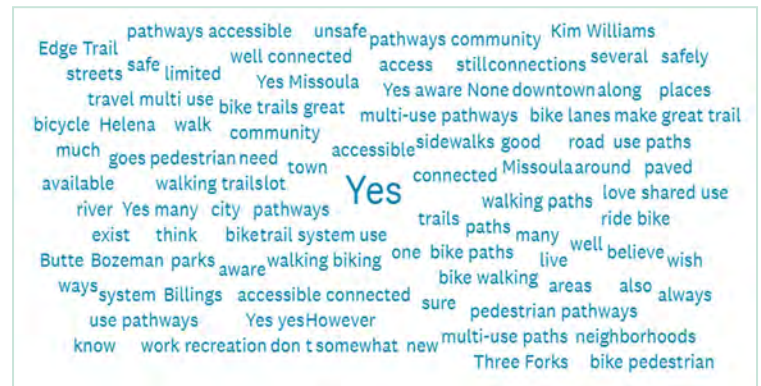 pathways accessible unsafe pathways community Kim Williams
Edge Trail streets safe limited well connected access stillconnections several safely
Yes Missoula Yes aware None downtown along places
travel multi use bike trails great multi-use pathways bike lanes make great trail
bicycle Helena walk community accessible sidewalks good road use paths
much goes pedestrian need town connected Missoula around paved
available walking trailslot Yes walking paths love shared use
river Yes many city pathways trails paths many ride bike
exist think biketrail system use well believe wish
Butte Bozeman parks aware walking biking one bike paths live
ways system Billings accessible connected sure bike walking areas also always
use pathways Yes yesHowever pedestrian pathways
know work recreation don t somewhat new multi-use paths neighborhoods
Three Forks bike pedestrian